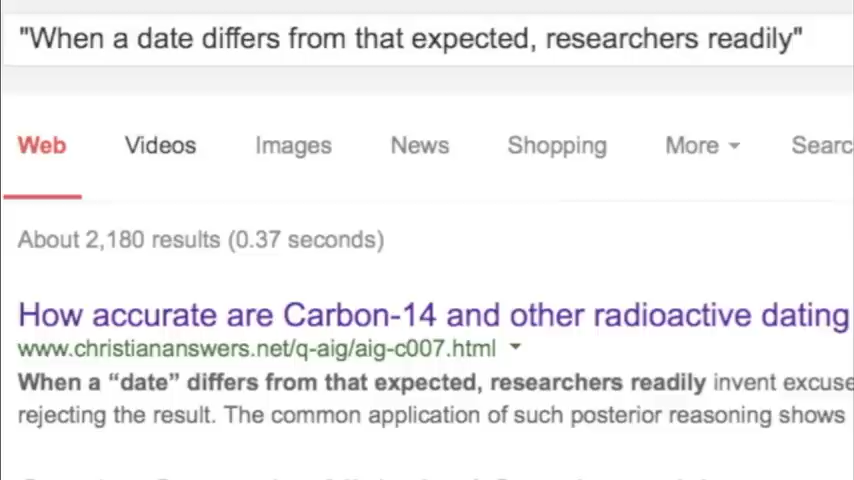 "When a date differs from that expected, researchers readily"
Web Videos Images News Shopping More Searc
About 2,180 results (0.37 seconds)
How accurate are Carbon-14 and other radioactive dating
www.christiananswers.net/q-aig/aig-c007.html
When a “date” differs from that expected, researchers readily invent excuse
rejecting the result. The common application of such posterior reasoning shows